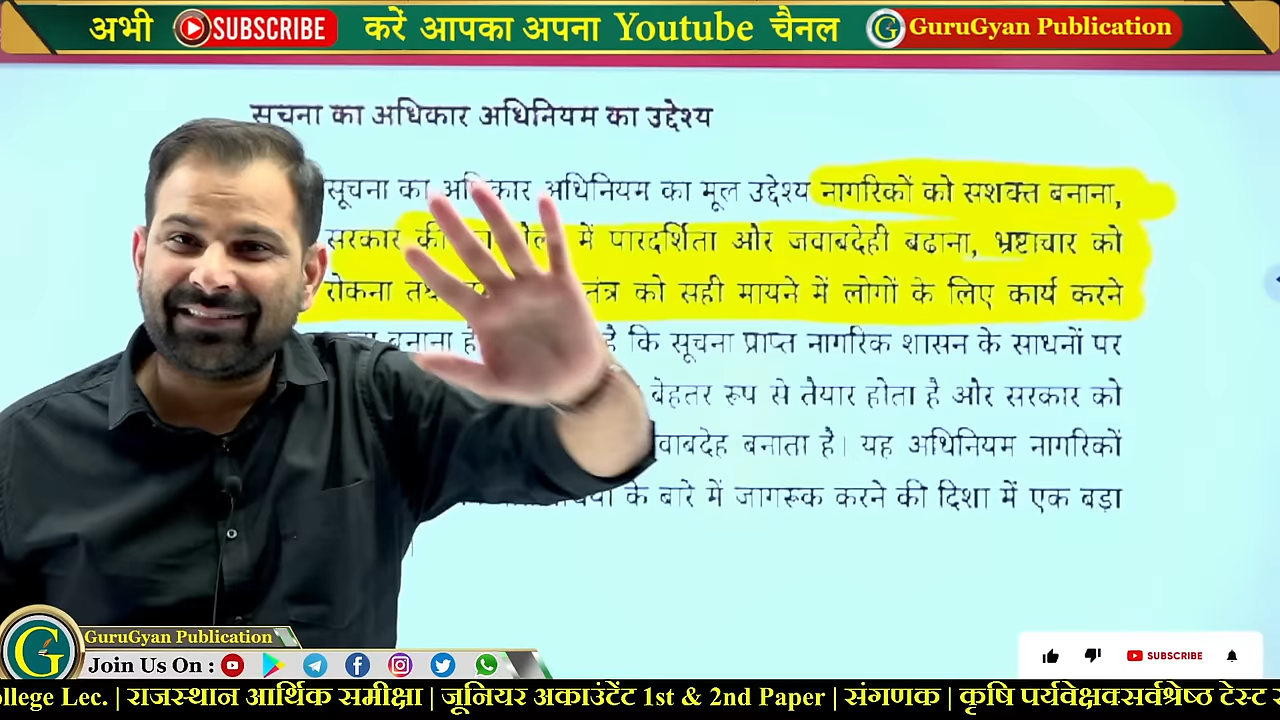 अभी SUBSCRIBE करें आपका अपना Youtube चैनल GuruGyan Publication
सूचना का अधिकार अधिनियम का उद्देश्य
सूचना का अधिकार अधिनियम का मूल उद्देश्य नागरिकों को सशक्त बनाना,
सरकार की में पारदर्शिता और जवाबदेही बढाना, भ्रष्टाचार को
रोकना को सही मायने में लोगों के लिए कार्य करने
बनाना है कि सूचना प्राप्त नागरिक शासन के साधनों पर
बेहतर रूप से तैयार होता है और सरकार को
बनाता है। यह अधिनियम नागरिकों
के बारे में जागरूक करने की दिशा में एक बड़ा
G
GuruGyan Publication
Join Us On :
SUBSCRIBE
Lec. | राजस्थान आर्थिक समीक्षा | जूनियर अकाउंटेंट 1st & 2nd Paper | संगणक | कृषि पर्यवेक्षक सर्वश्रेष्ठ टेस्ट